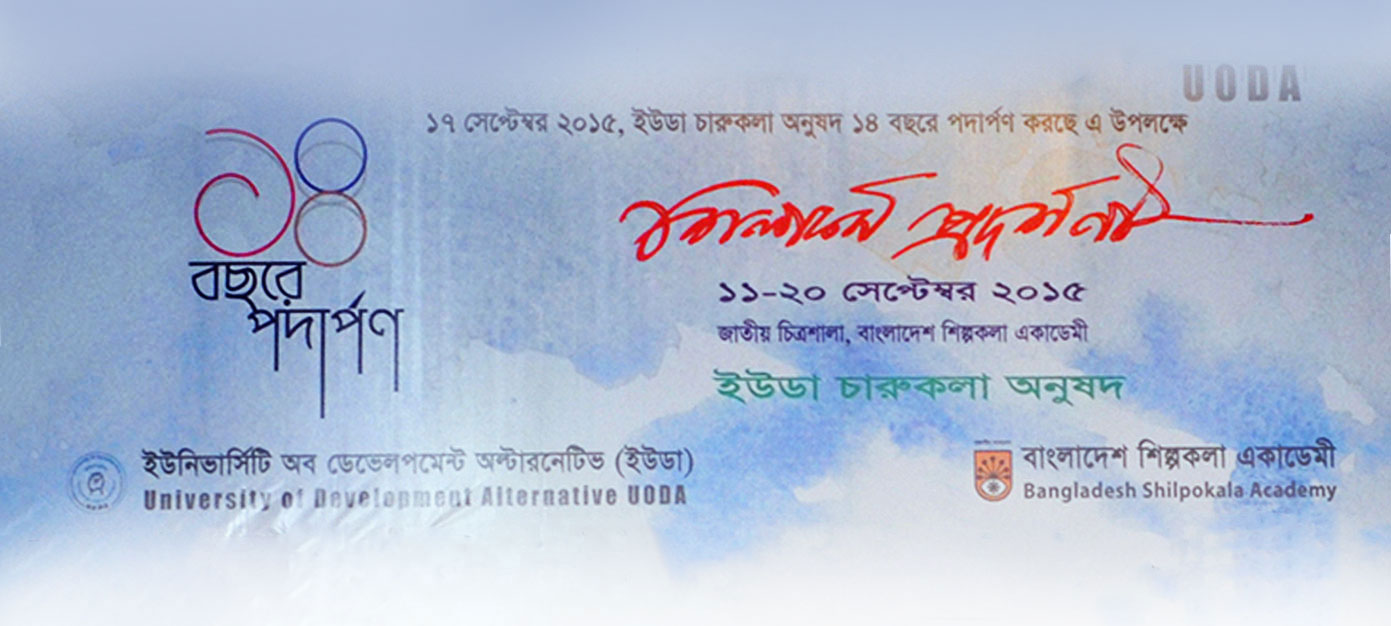 UODA
১৭ সেপ্টেম্বর ২০১৫, ইউডা চারুকলা অনুষদ ১৪ বছরে পদার্পণ করছে এ উপলক্ষে
১৪
বছরে
পদার্পণ
প্রদর্শনী
১১-২০ সেপ্টেম্বর ২০১৫
জাতীয় চিত্রশালা, বাংলাদেশ শিল্পকলা একাডেমী
ইউডা চারুকলা অনুষদ
ইউনিভার্সিটি অব ডেভেলপমেন্ট অল্টারনেটিভ (ইউডা)
University of Development Alternative UODA
বাংলাদেশ শিল্পকলা একাডেমী
Bangladesh Shilpokala Academy